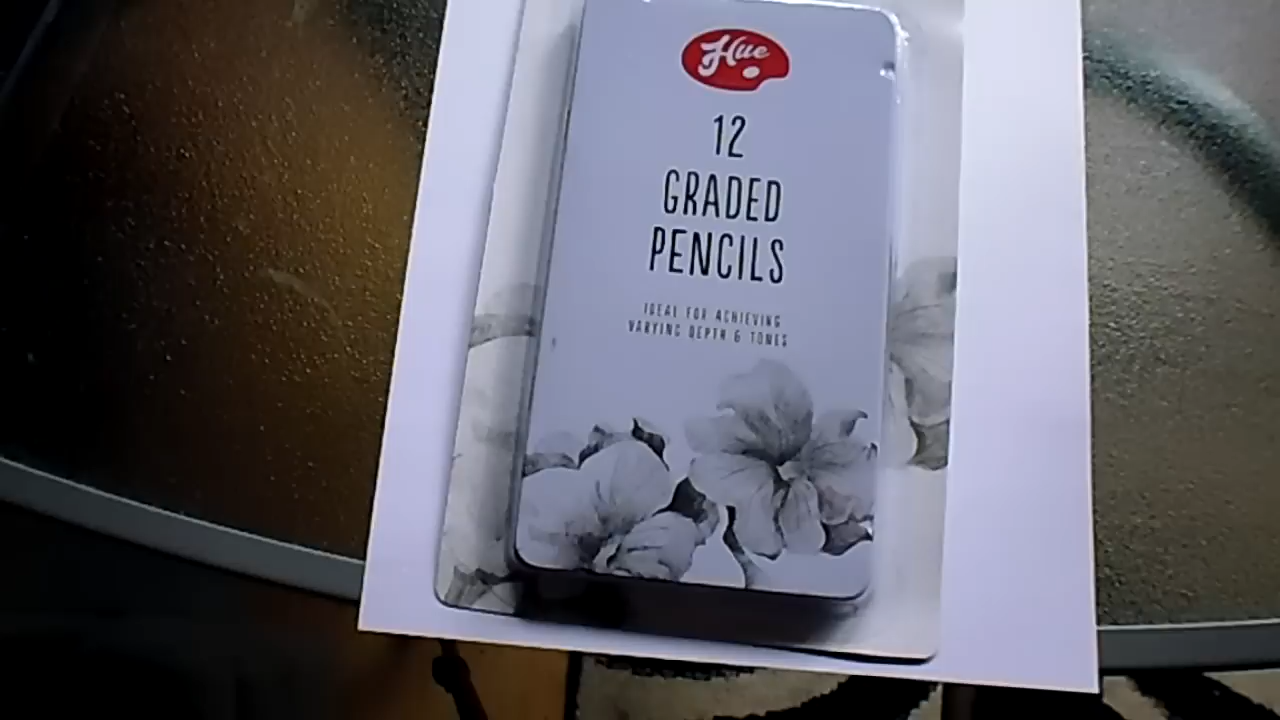 Hue
12
GRADED
PENCILS
IDEAL FOR ACHIEVING
VARYING DEPTH & TONES